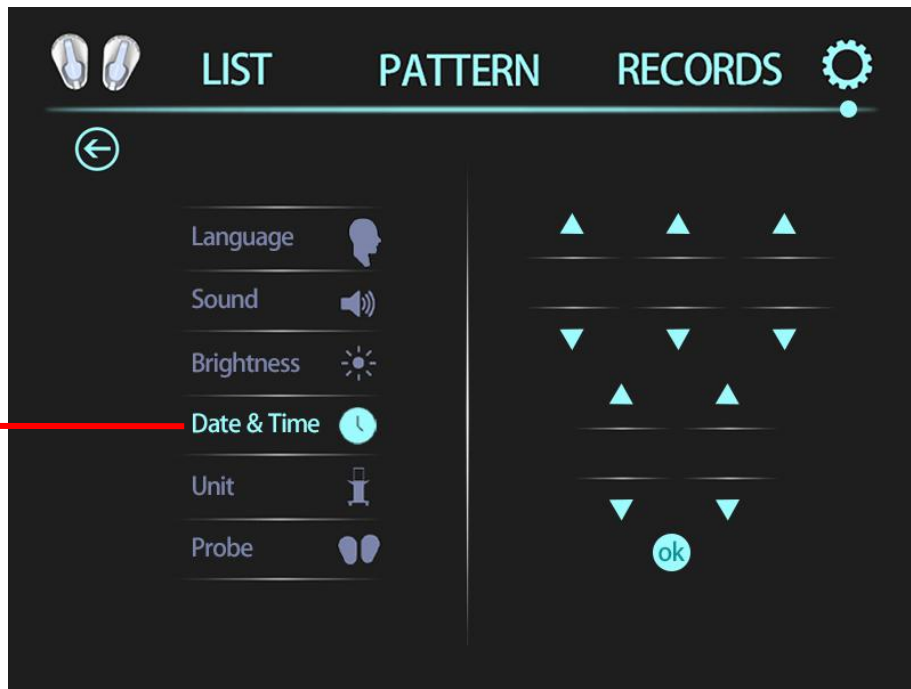 LIST PATTERN RECORDS
Language
Sound
Brightness
Date & Time
Unit
Probe
ok